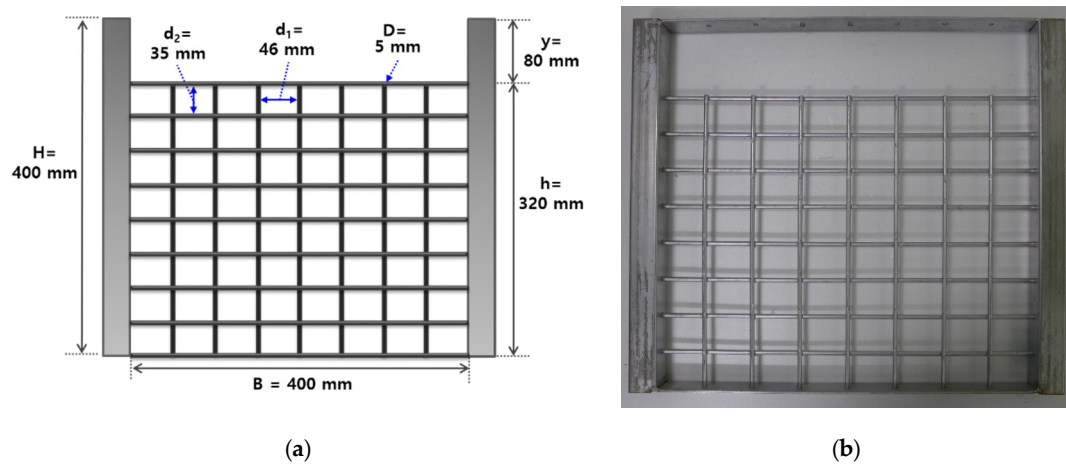 d₂=
35 mm
d₁=
46 mm
D=
5 mm
y=
80 mm
H=
400 mm
h=
320 mm
B = 400 mm
(a)
(b)